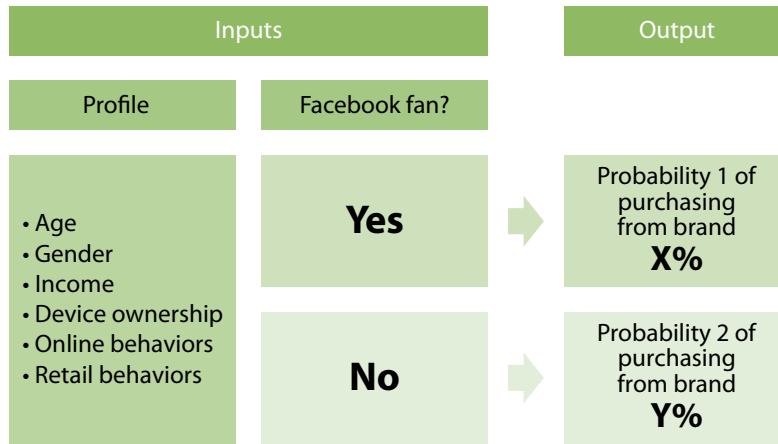 Inputs
Output
Profile
Facebook fan?
• Age
• Gender
• Income
• Device ownership
• Online behaviors
• Retail behaviors
Yes
Probability 1 of
purchasing
from brand
X%
No
Probability 2 of
purchasing
from brand
Y%